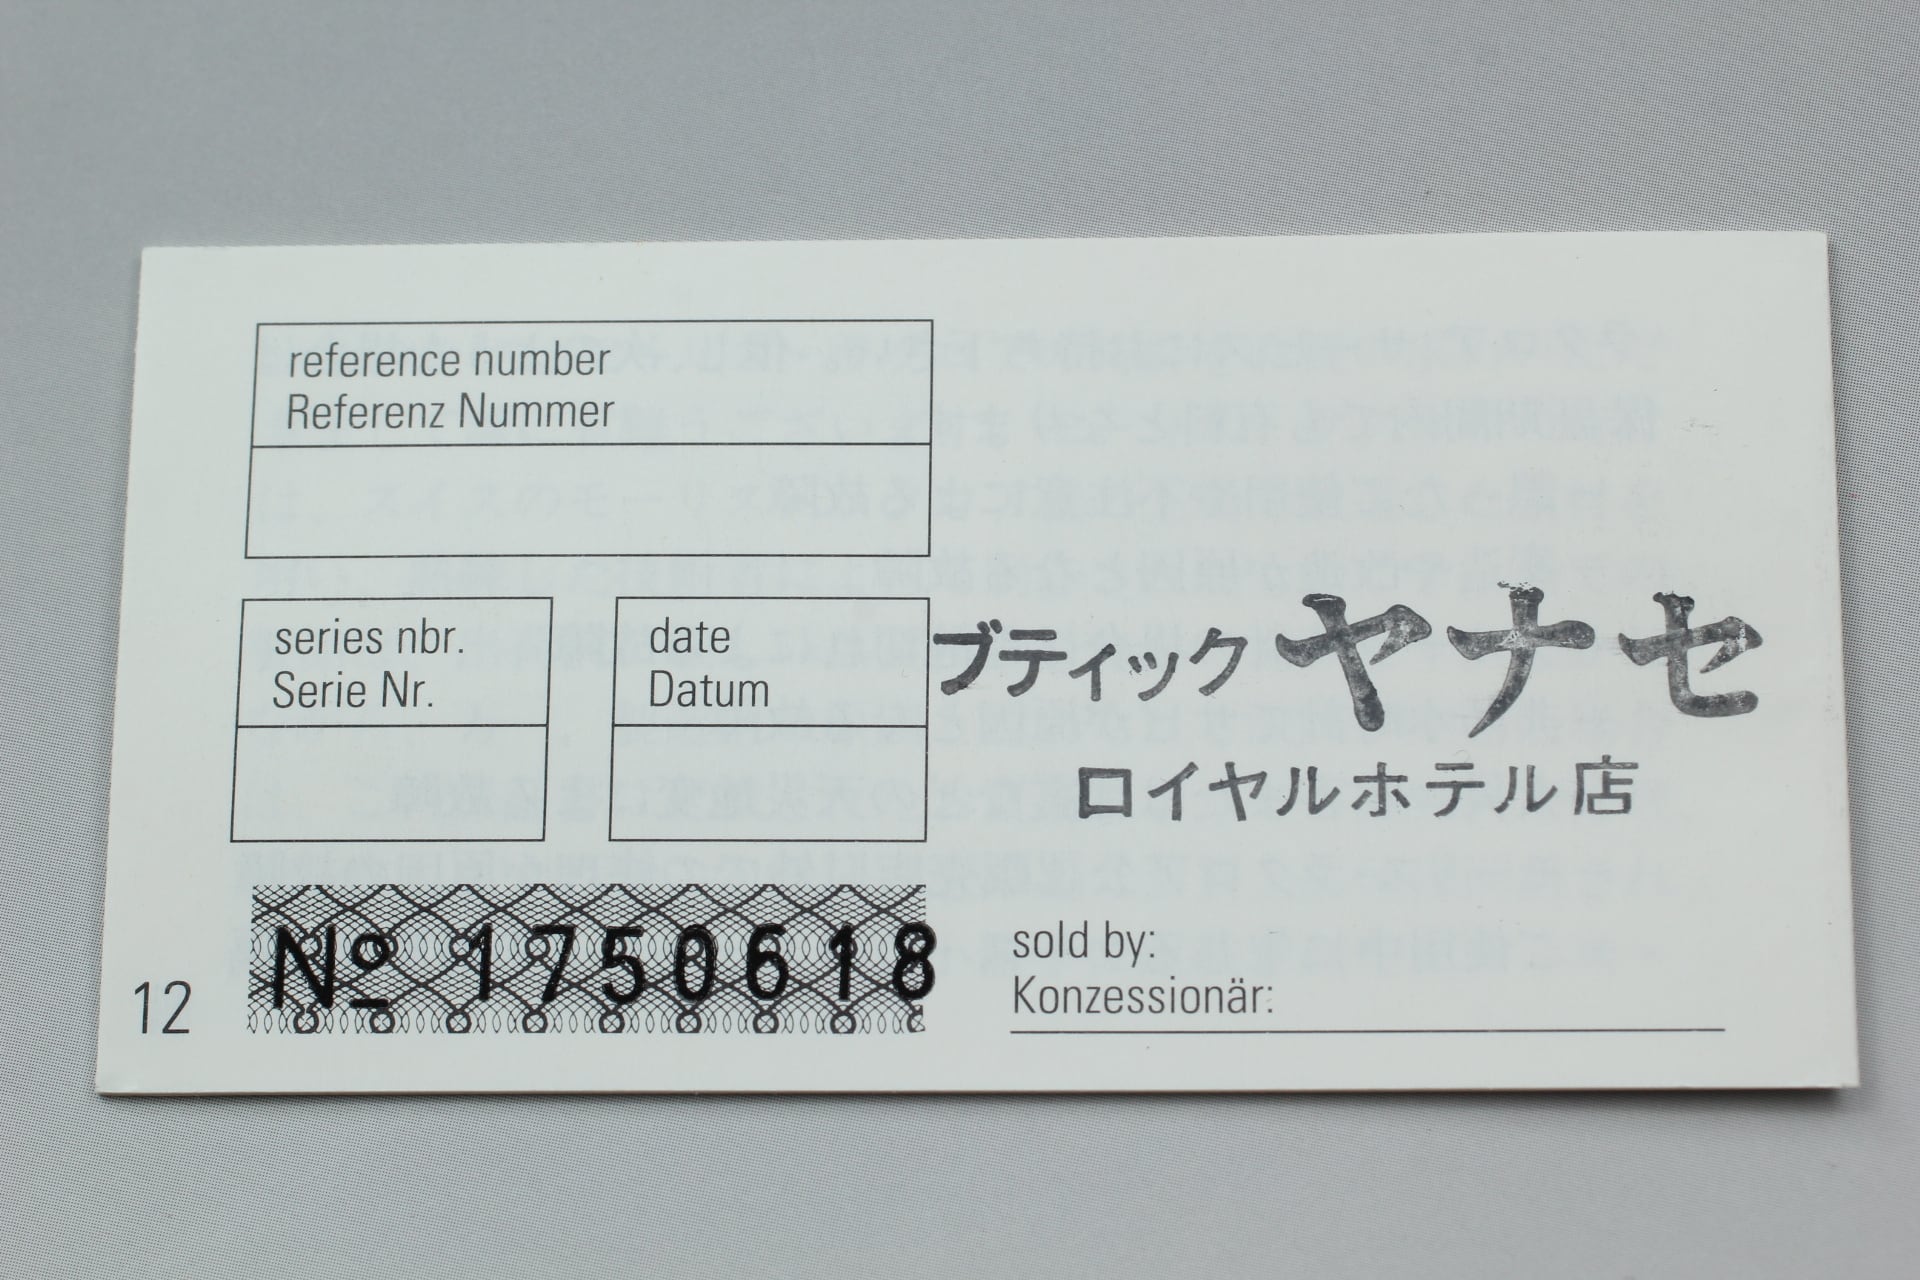 reference number
Referenz Nummer
series nbr.
Serie Nr.
date
Datum
ブティック ヤナセ
ロイヤルホテル店
12
Nº 1750618
sold by:
Konzessionär: